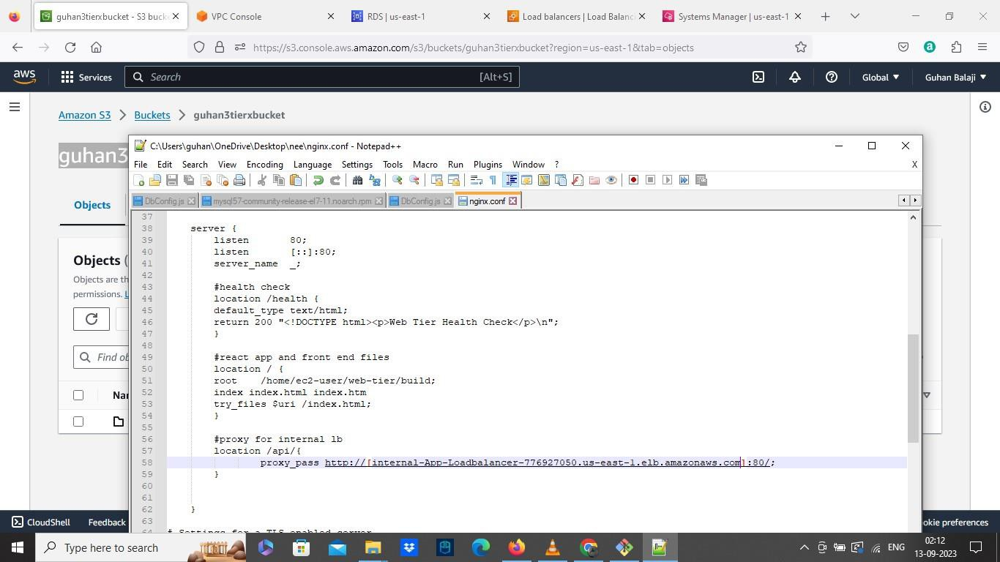 guhan3tierxbucket - S3 bucke
VPC Console
RDS | us-east-1
Load balancers | Load Balanc
Systems Manager | us-east-1
https://s3.console.aws.amazon.com/s3/buckets/guhan3tierxbucket?region=us-east-1&tab=objects
aws
Services
Search
[Alt+S]
Global
Guhan Balaji
Amazon S3
Buckets
guhan3tierxbucket
guhan3
C:\Users\guhan\OneDrive\Desktop\nee\nginx.conf - Notepad++
File Edit Search View Encoding Language Settings Tools Macro Run Plugins Window ?
X
DbConfig.js
mysql57-community-release-el7-11.noarch.rpm
DbConfig.js
nginx.conf
Objects
Objects (
Objects are th
permissions. L
Find ob
Nar
37
38 server {
39 listen 80;
40 listen [::]:80;
41 server_name _;
42
43 #health check
44 location /health {
45 default_type text/html;
46 return 200 "<!DOCTYPE html><p>Web Tier Health Check</p>\n";
47 }
48
49 #react app and front end files
50 location / {
51 root /home/ec2-user/web-tier/build;
52 index index.html index.htm
53 try_files $uri /index.html;
54 }
55
56 #proxy for internal lb
57 location /api/{
58 proxy_pass http://[internal-App-Loadbalancer-776927050.us-east-1.elb.amazonaws.com]:80/;
59 }
60
61
62 }
63
64 # Settings for a TLS enabled server
CloudShell
Feedback
okie preferences
Type here to search
ENG
02:12
13-09-2023